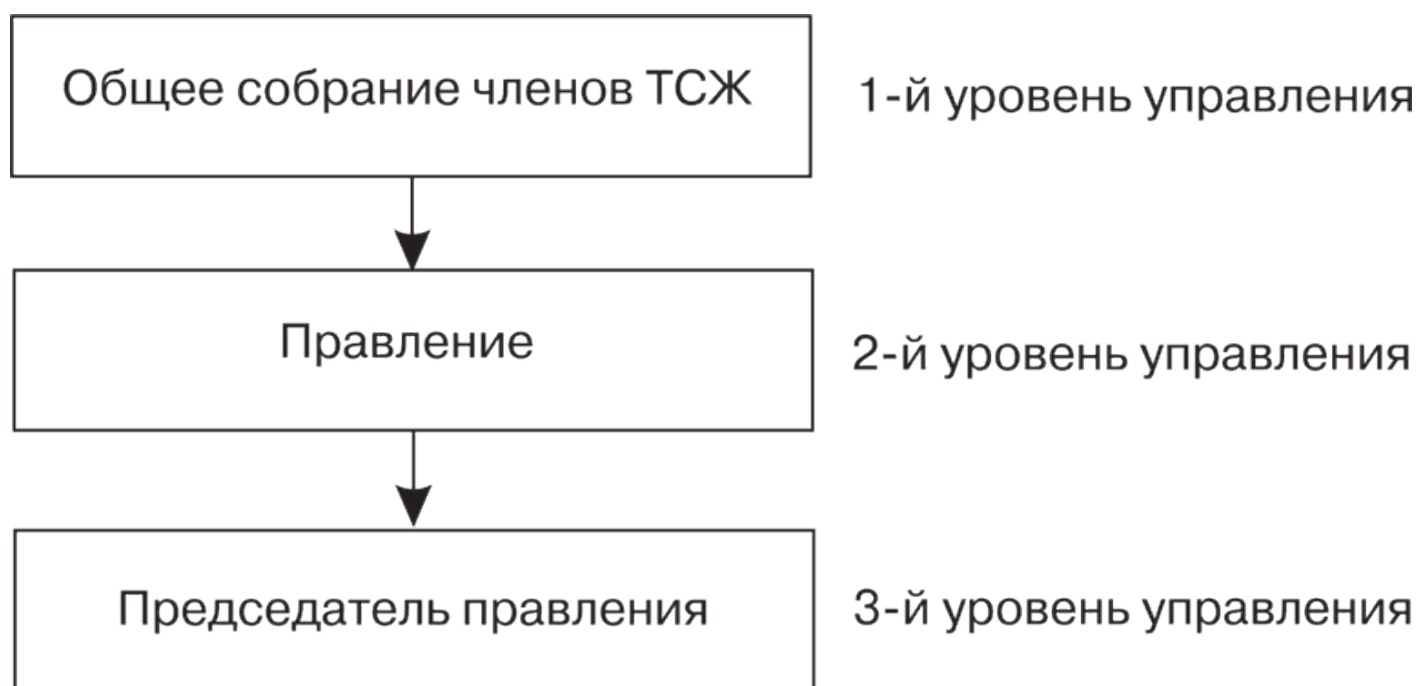 Общее собрание членов ТСЖ
1-й уровень управления
Правление
2-й уровень управления
Председатель правления
3-й уровень управления